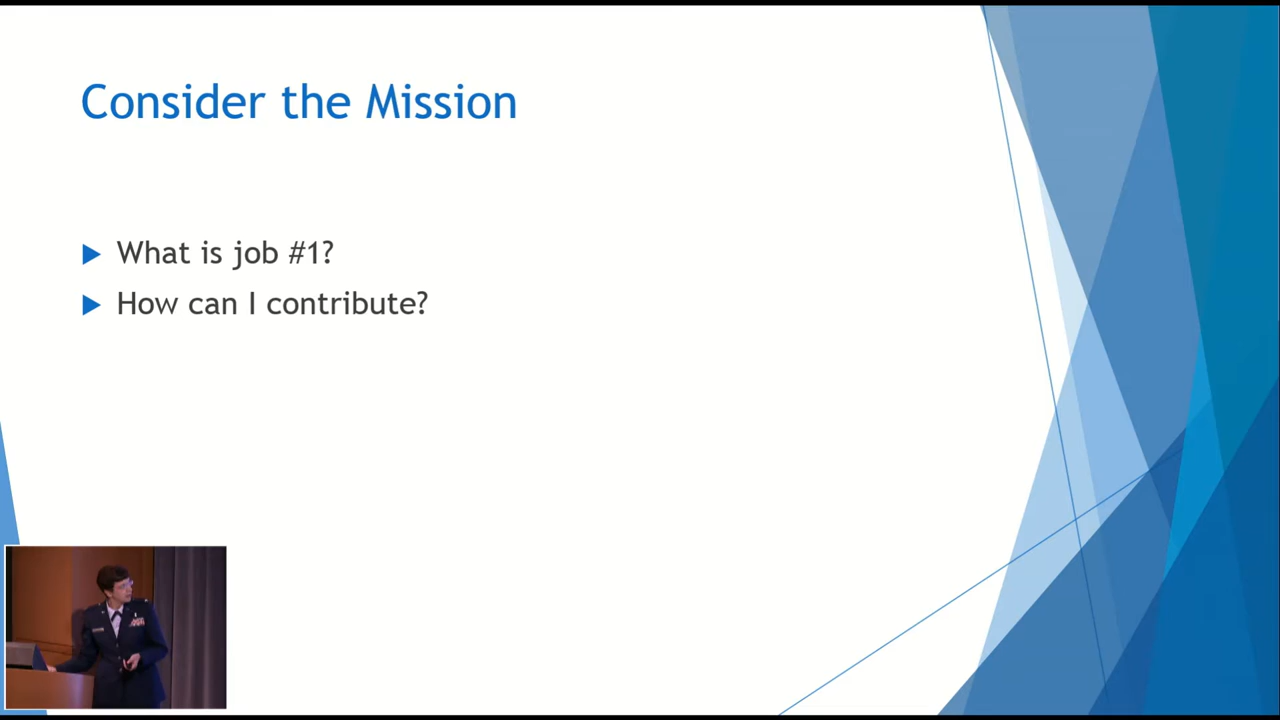 Consider the Mission
What is job #1?
How can I contribute?